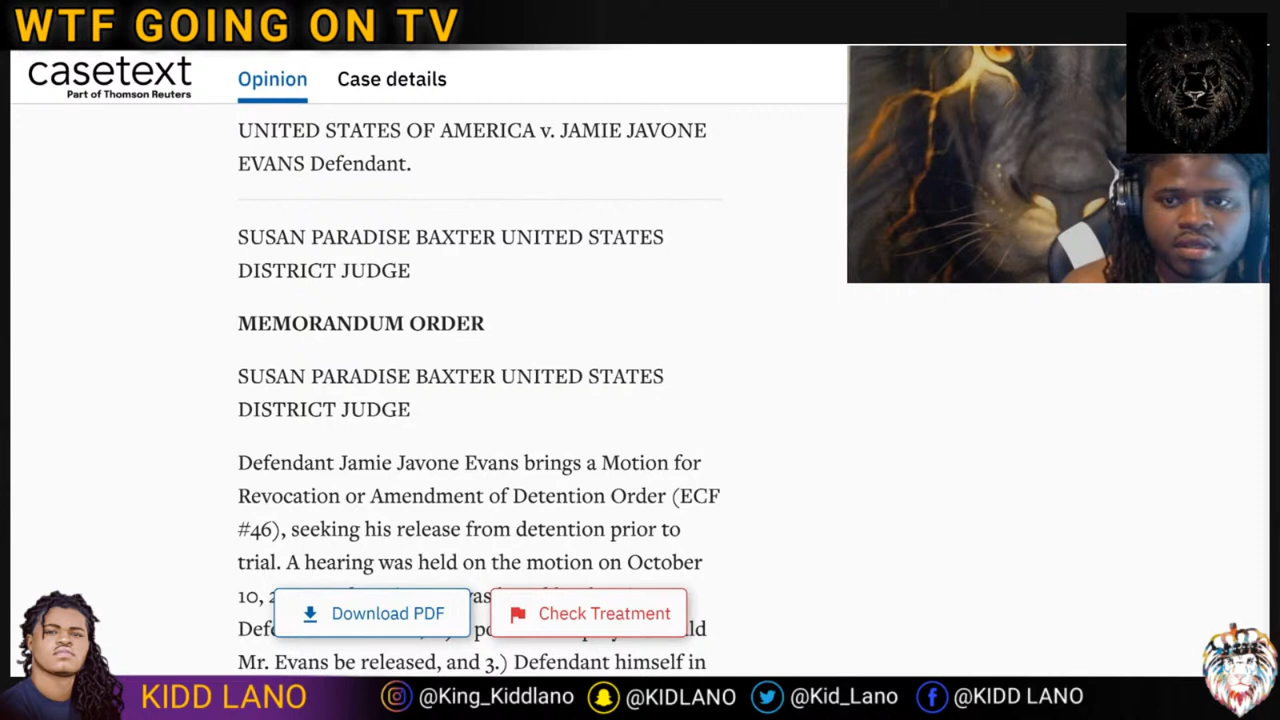 WTF GOING ON TV
casetext
Part of Thomson Reuters
Opinion
Case details
UNITED STATES OF AMERICA v. JAMIE JAVONE
EVANS Defendant.
SUSAN PARADISE BAXTER UNITED STATES
DISTRICT JUDGE
MEMORANDUM ORDER
SUSAN PARADISE BAXTER UNITED STATES
DISTRICT JUDGE
Defendant Jamie Javone Evans brings a Motion for
Revocation or Amendment of Detention Order (ECF
#46), seeking his release from detention prior to
trial. A hearing was held on the motion on October
10,
Download PDF
Check Treatment
Mr. Evans be released, and 3.) Defendant himself in
KIDD LANO
@King_Kiddlano
@KIDLANO
@Kid_Lano
@KIDD LANO